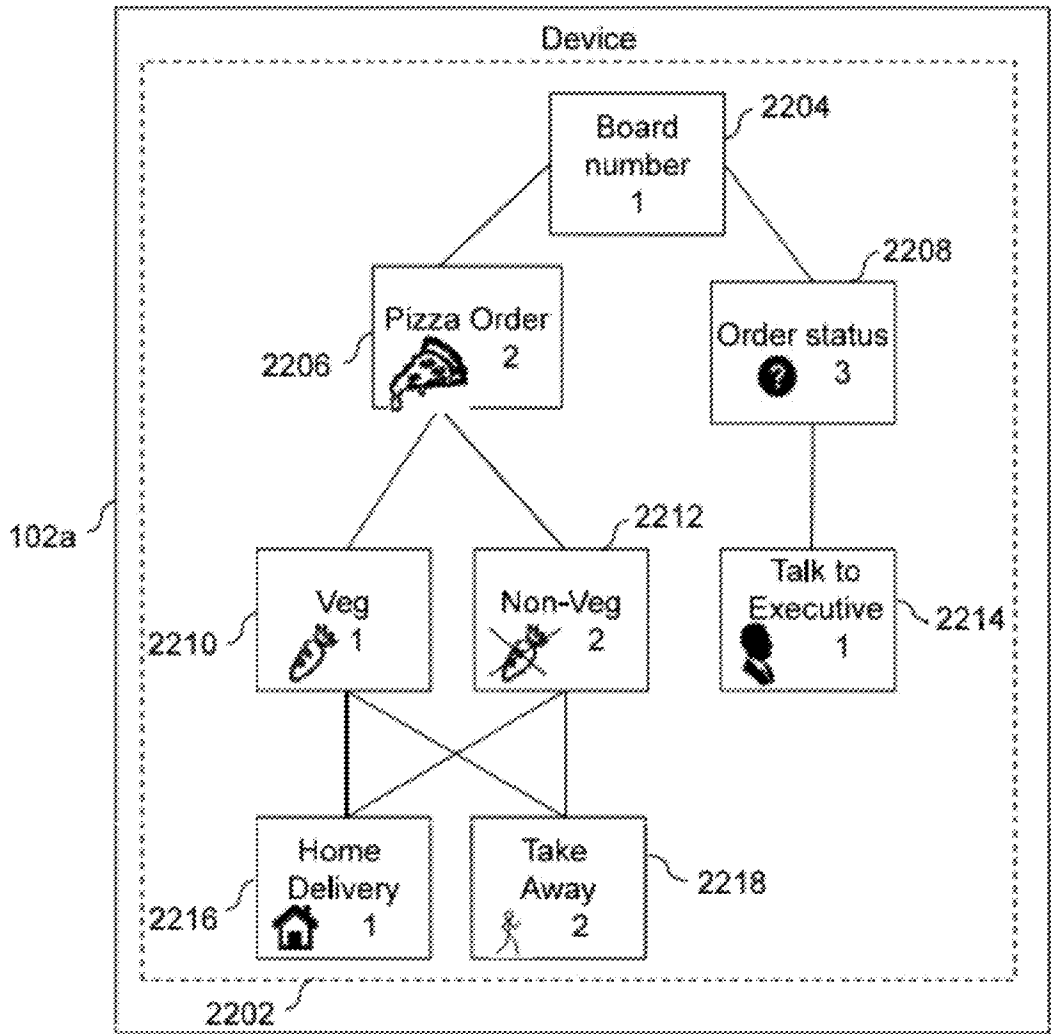 Device
2204
Board
number
1
2208
Pizza Order
2
2206
Order status
? 3
102a
2212
Veg
1
2210
Non-Veg
2
Talk to
Executive
1
2214
Home
Delivery
1
2216
Take
Away
2
2218
2202